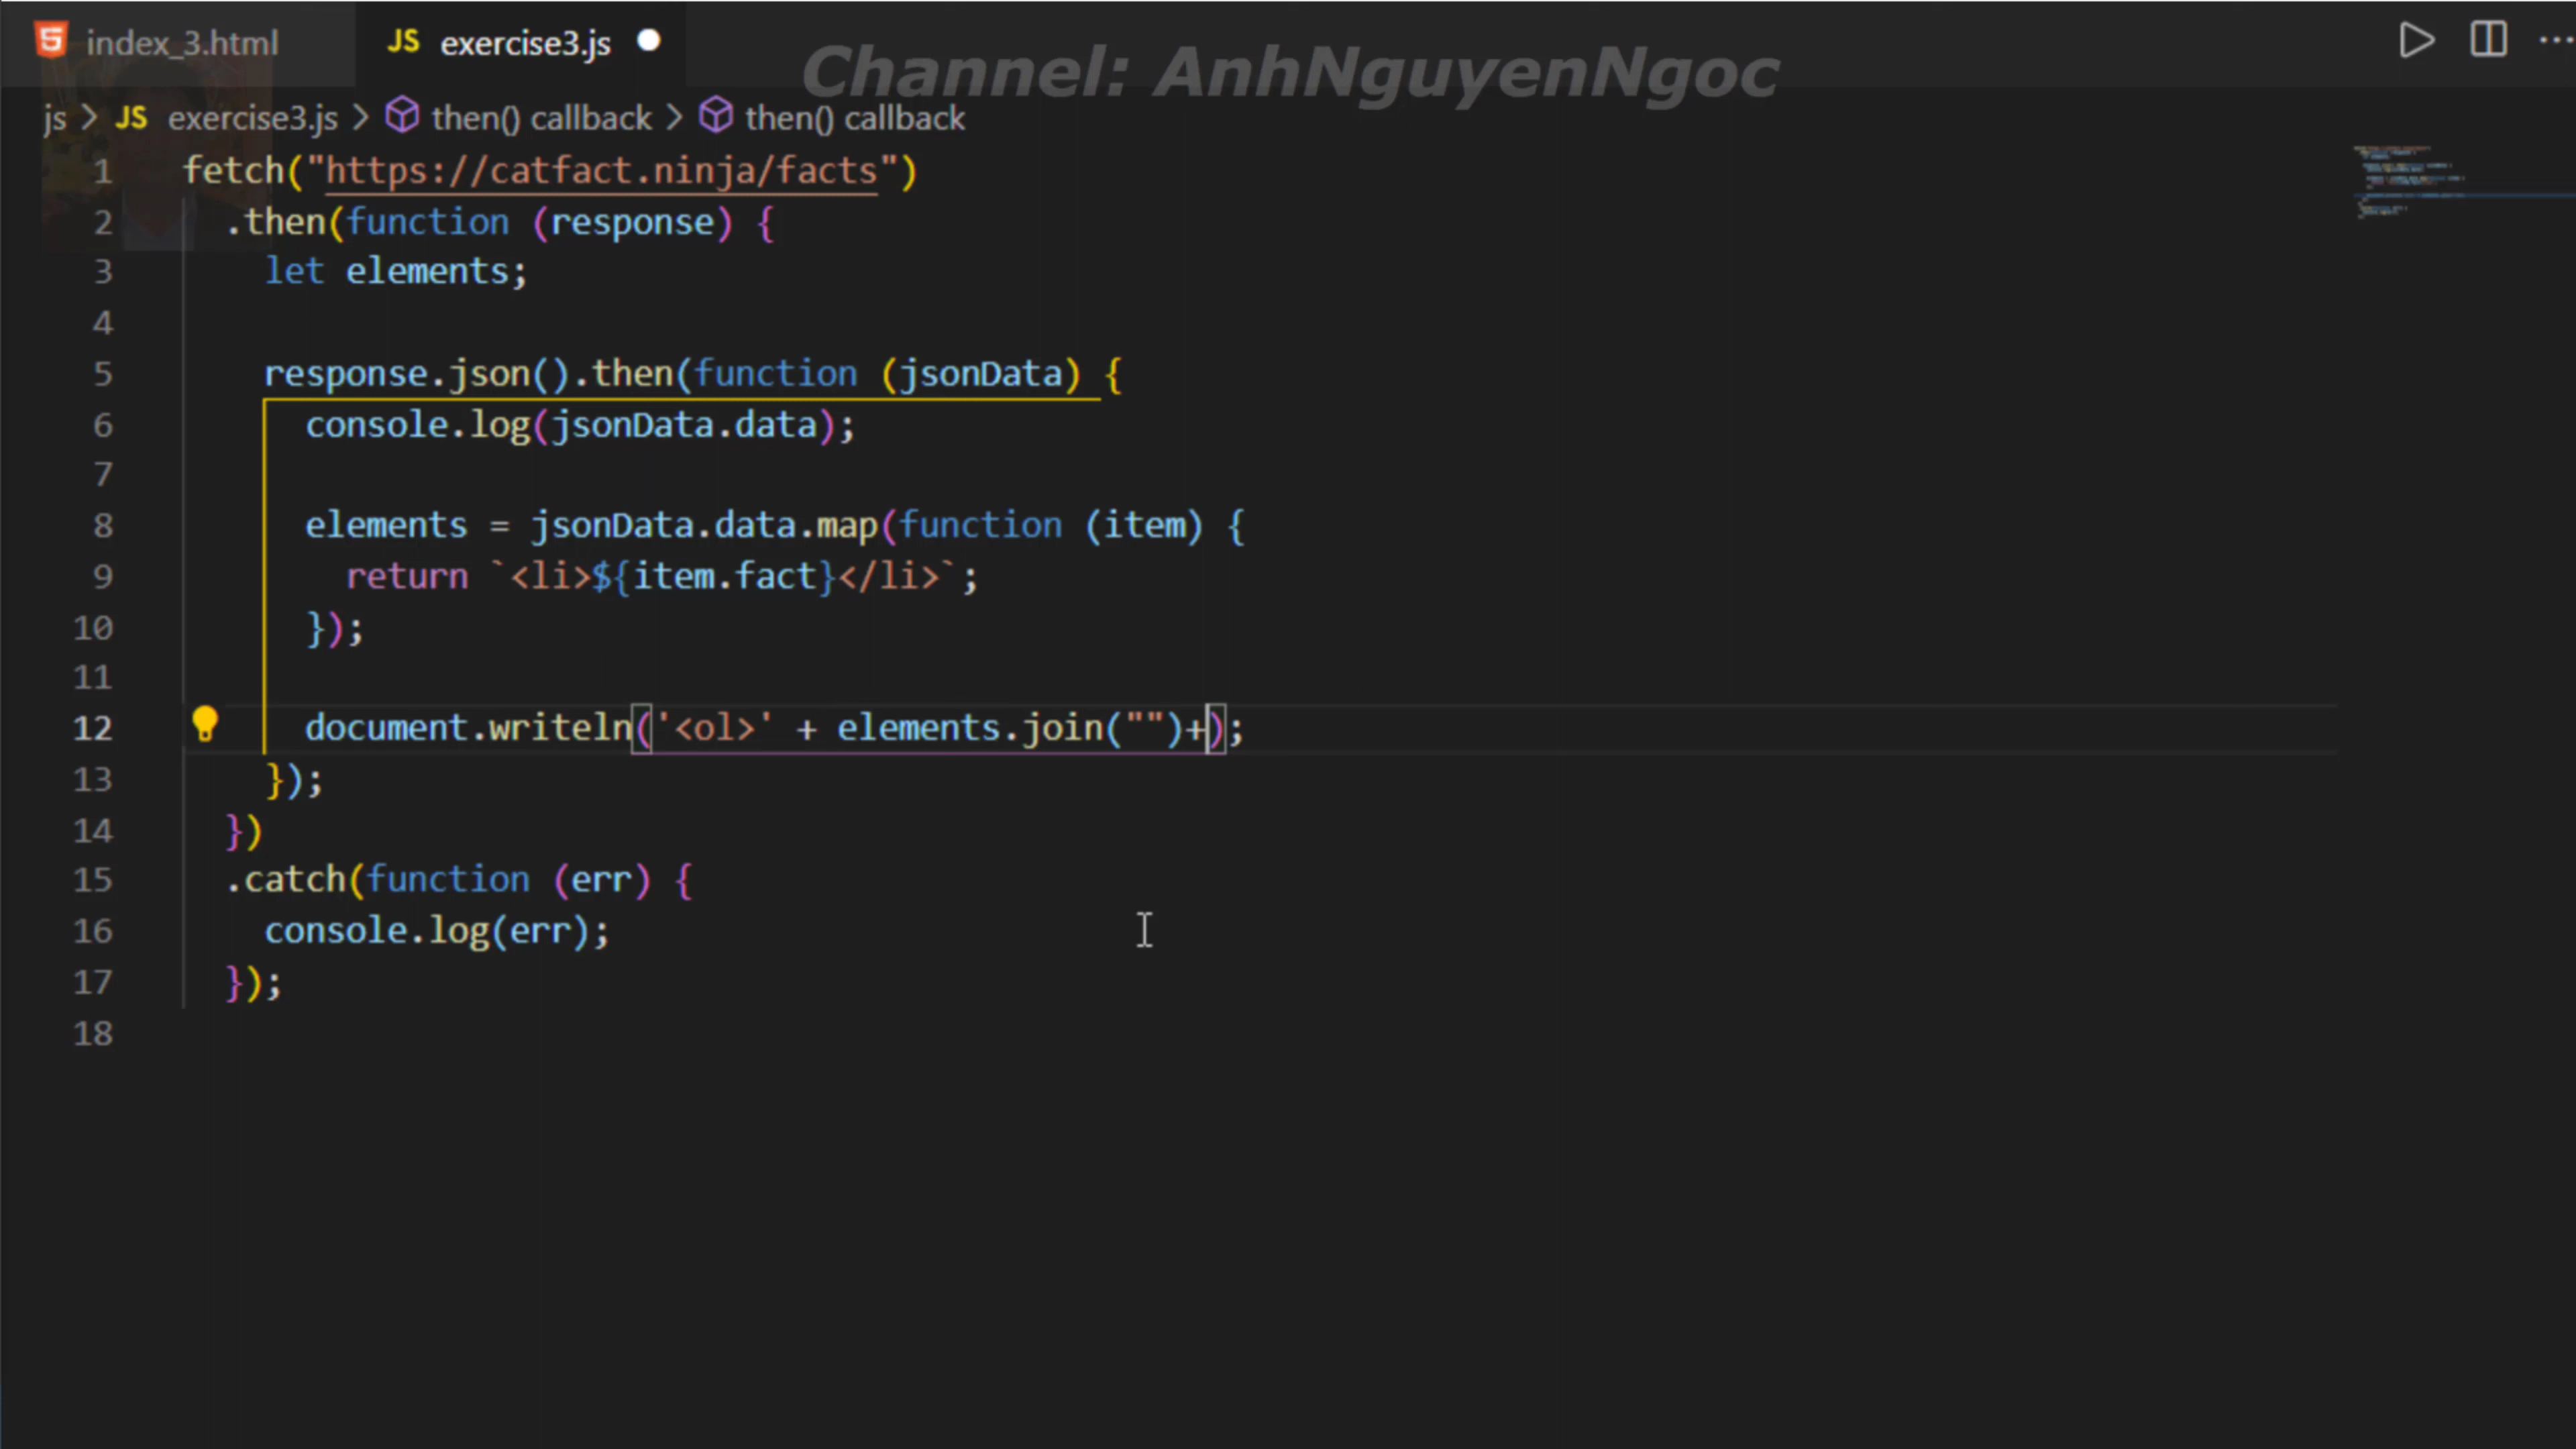 index_3.html JS exercise3.js
Channel: AnhNguyenNgoc
js > JS exercise3.js > then() callback > then() callback
1 fetch("https://catfact.ninja/facts")
2 .then(function (response) {
3 let elements;
4
5 response.json().then(function (jsonData) {
6 console.log(jsonData.data);
7
8 elements = jsonData.data.map(function (item) {
9 return `<li>${item.fact}</li>`;
10 });
11
12 document.writeln('<ol>' + elements.join("")+);
13 });
14 })
15 .catch(function (err) {
16 console.log(err);
17 });
18